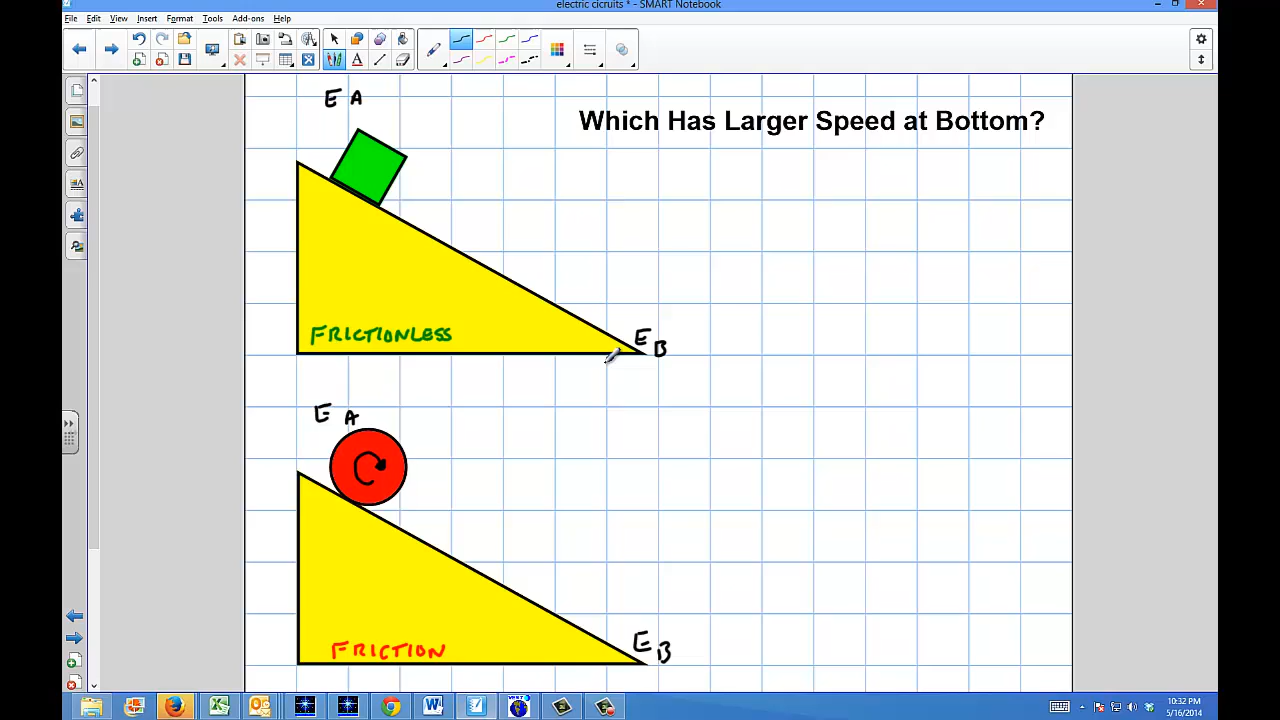 electric cicruits * - SMART Notebook
File Edit View Insert Format Tools Add-ons Help
E A
Which Has Larger Speed at Bottom?
FRICTIONLESS
E B
E A
FRICTION
E B
10:32 PM
5/16/2014